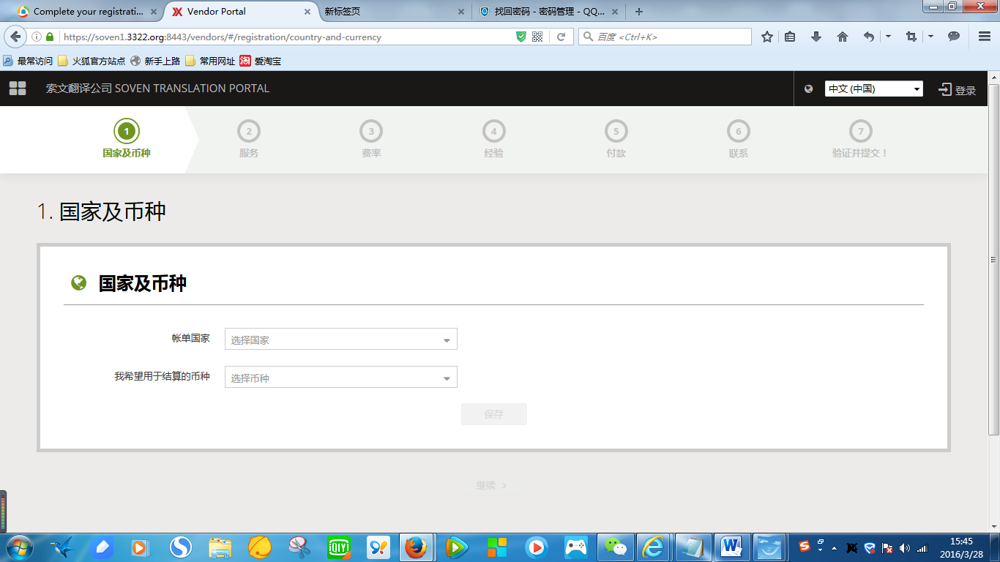 Complete your registrati...
Vendor Portal
新标签页
找回密码 - 密码管理 - QQ...
https://soven1.3322.org:8443/vendors/#/registration/country-and-currency
百度 <Ctrl+K>
最常访问
火狐官方站点
新手上路
常用网址
淘
爱淘宝
索文翻译公司 SOVEN TRANSLATION PORTAL
中文 (中国)
登录
1
2
3
4
5
6
7
国家及币种
服务
费率
经验
付款
联系
验证并提交！
1. 国家及币种
国家及币种
帐单国家
选择国家
我希望用于结算的币种
选择币种
保存
继续 >
iQIYI
W
S
15:45
2016/3/28